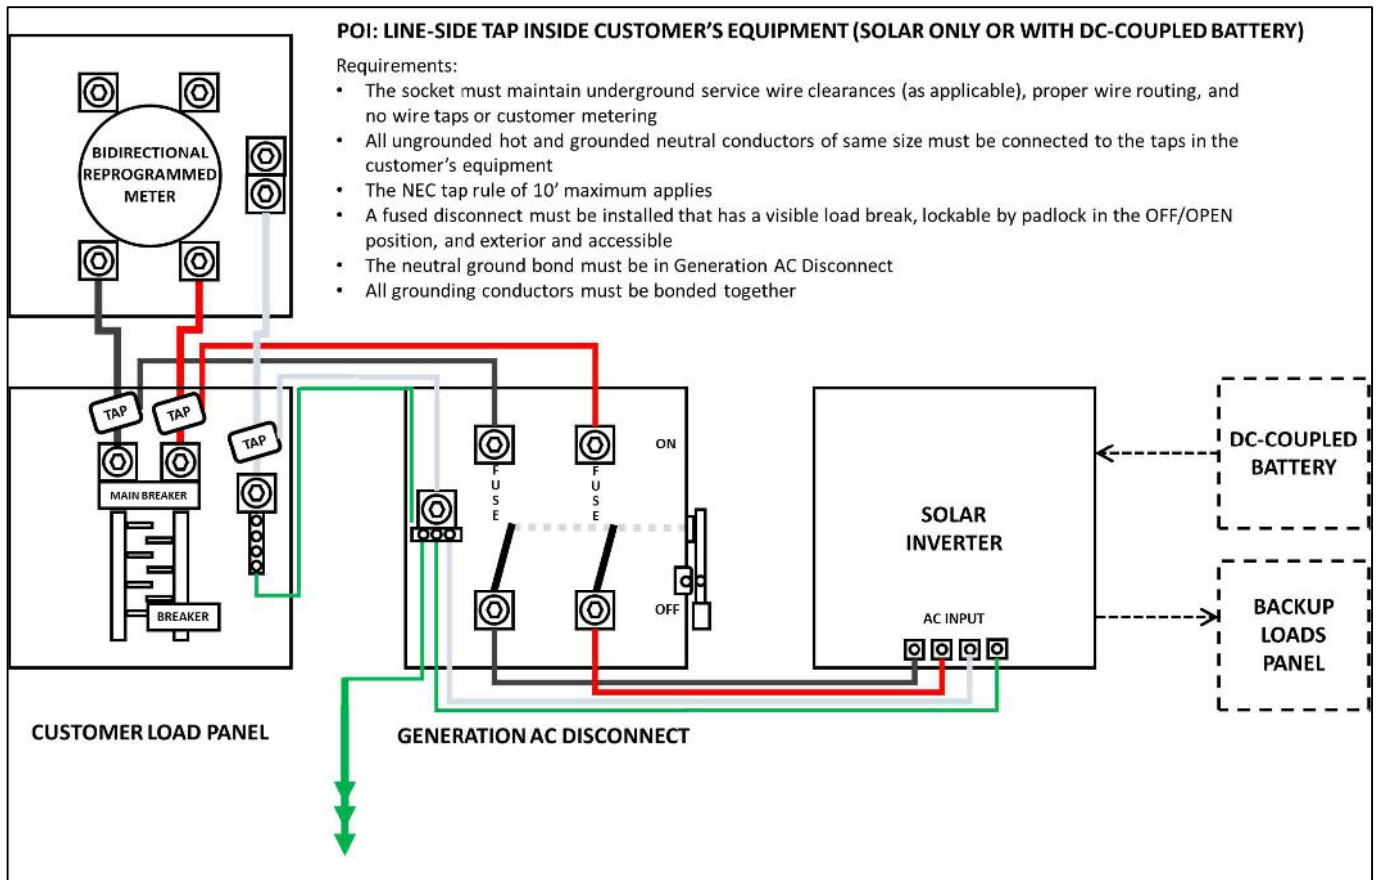 POI: LINE-SIDE TAP INSIDE CUSTOMER'S EQUIPMENT (SOLAR ONLY OR WITH DC-COUPLED BATTERY)
Requirements:
• The socket must maintain underground service wire clearances (as applicable), proper wire routing, and
no wire taps or customer metering
• All ungrounded hot and grounded neutral conductors of same size must be connected to the taps in the
customer's equipment
• The NEC tap rule of 10' maximum applies
• A fused disconnect must be installed that has a visible load break, lockable by padlock in the OFF/OPEN
position, and exterior and accessible
• The neutral ground bond must be in Generation AC Disconnect
• All grounding conductors must be bonded together
BIDIRECTIONAL
REPROGRAMMED
METER
TAP
TAP
TAP
MAIN BREAKER
BREAKER
CUSTOMER LOAD PANEL
FUSE
FUSE
ON
OFF
GENERATION AC DISCONNECT
SOLAR
INVERTER
AC INPUT
DC-COUPLED
BATTERY
BACKUP
LOADS
PANEL